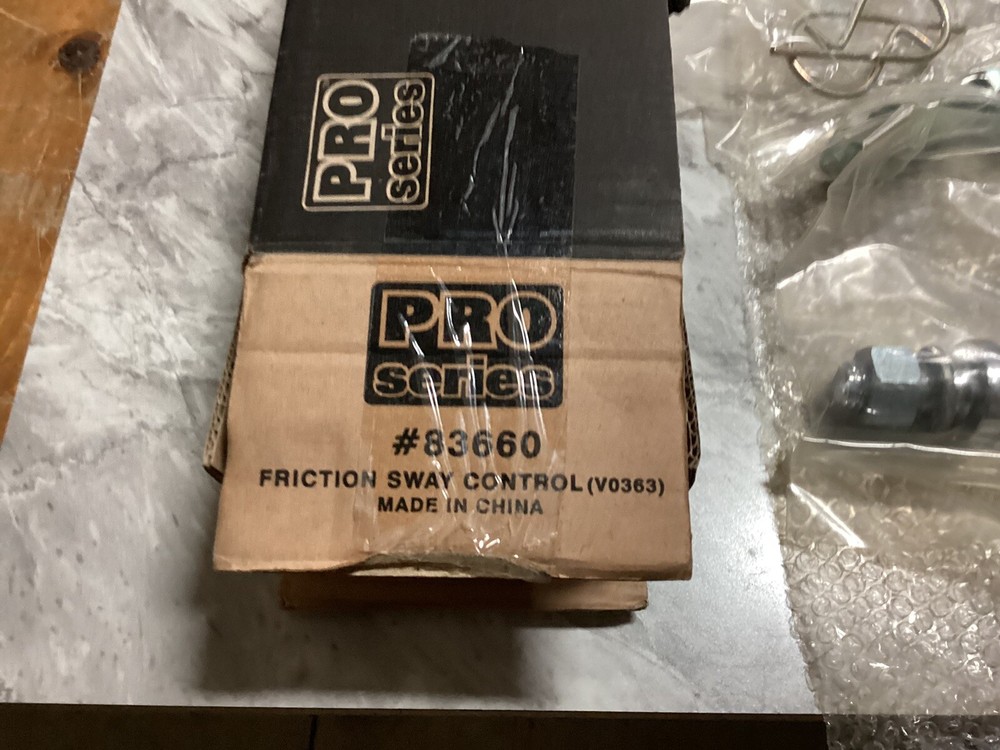 PRO
series
PRO
series
#83660
FRICTION SWAY CONTROL(V0363)
MADE IN CHINA